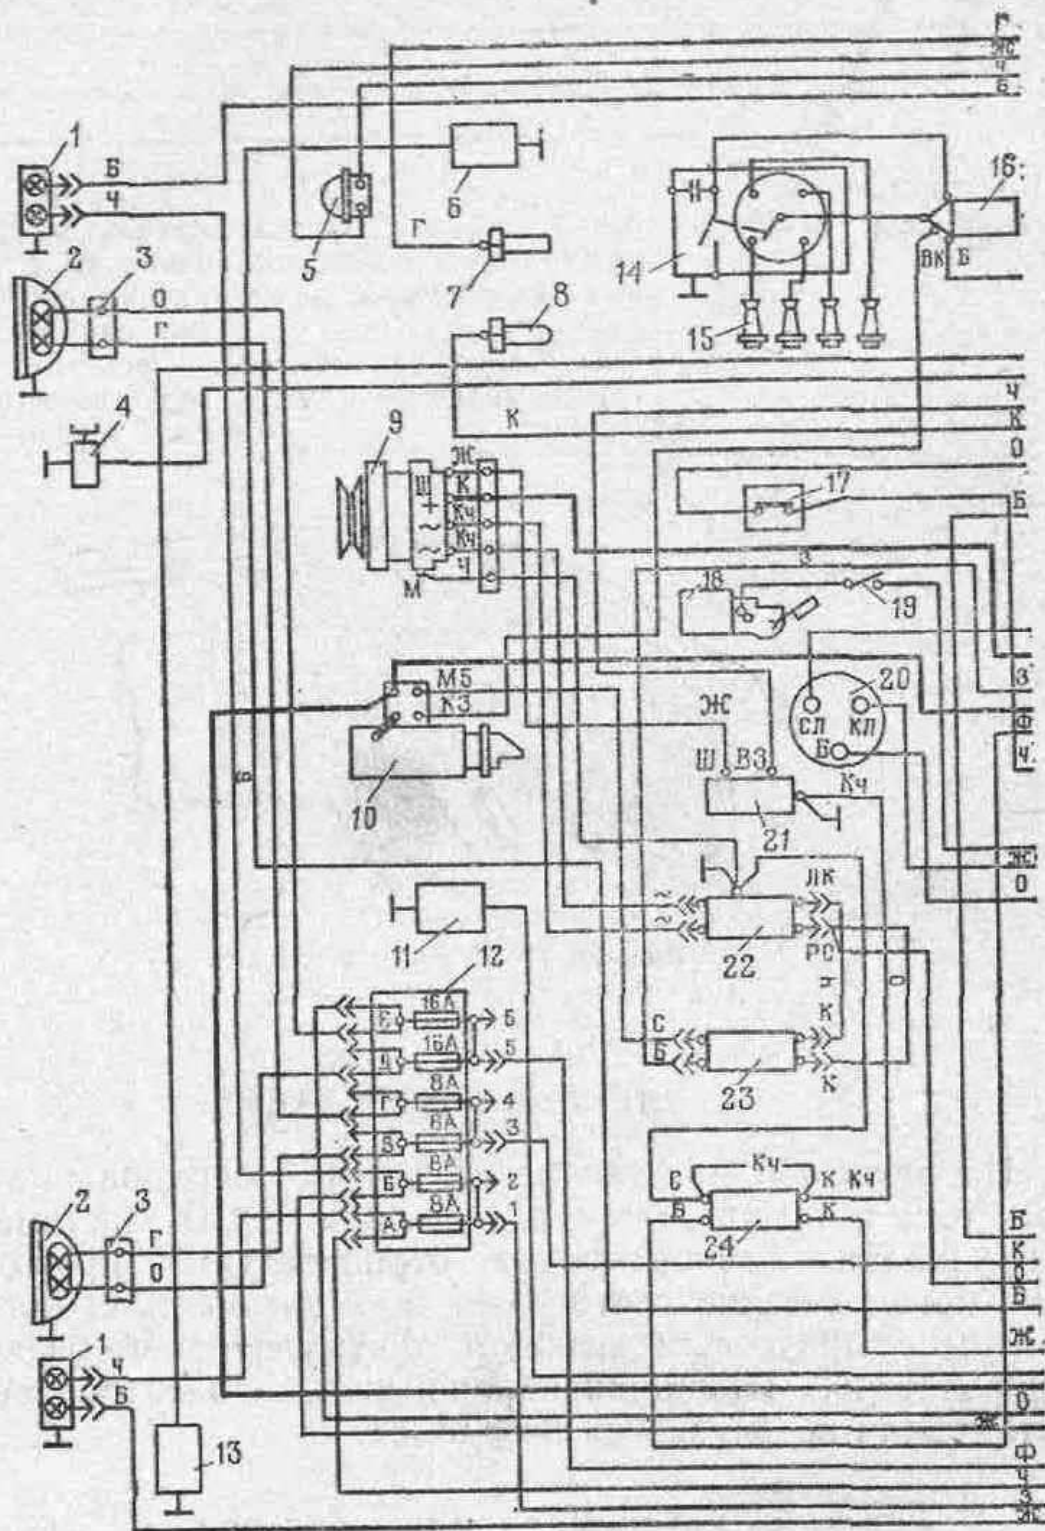 Г
Ж
Ч
Б
1
Б
Ч
2
3
О
Г
4
5
6
Г
7
8
К
14
15
16
ВК
Б
Ч
К
О
17
Б
9
Ж
К
Ш
+
Кч
~
Кч
~
Ч
М
З
18
19
М5
КЗ
10
Ж
Ш
ВЗ
21
Кч
20
СЛ
КЛ
Б
З
Ф
Ч
Ж
О
11
12
ЛК
~
~
22
РС
Ч
О
К
С
Б
23
К
16А
Е
6
16А
Д
5
8А
Г
4
8А
В
3
8А
Б
2
8А
А
1
С
Кч
К
Кч
В
К
24
2
3
Г
О
Б
К
О
Б
Ж
1
Ч
Б
13
О
Ж
Ф
Ч
З
Ж